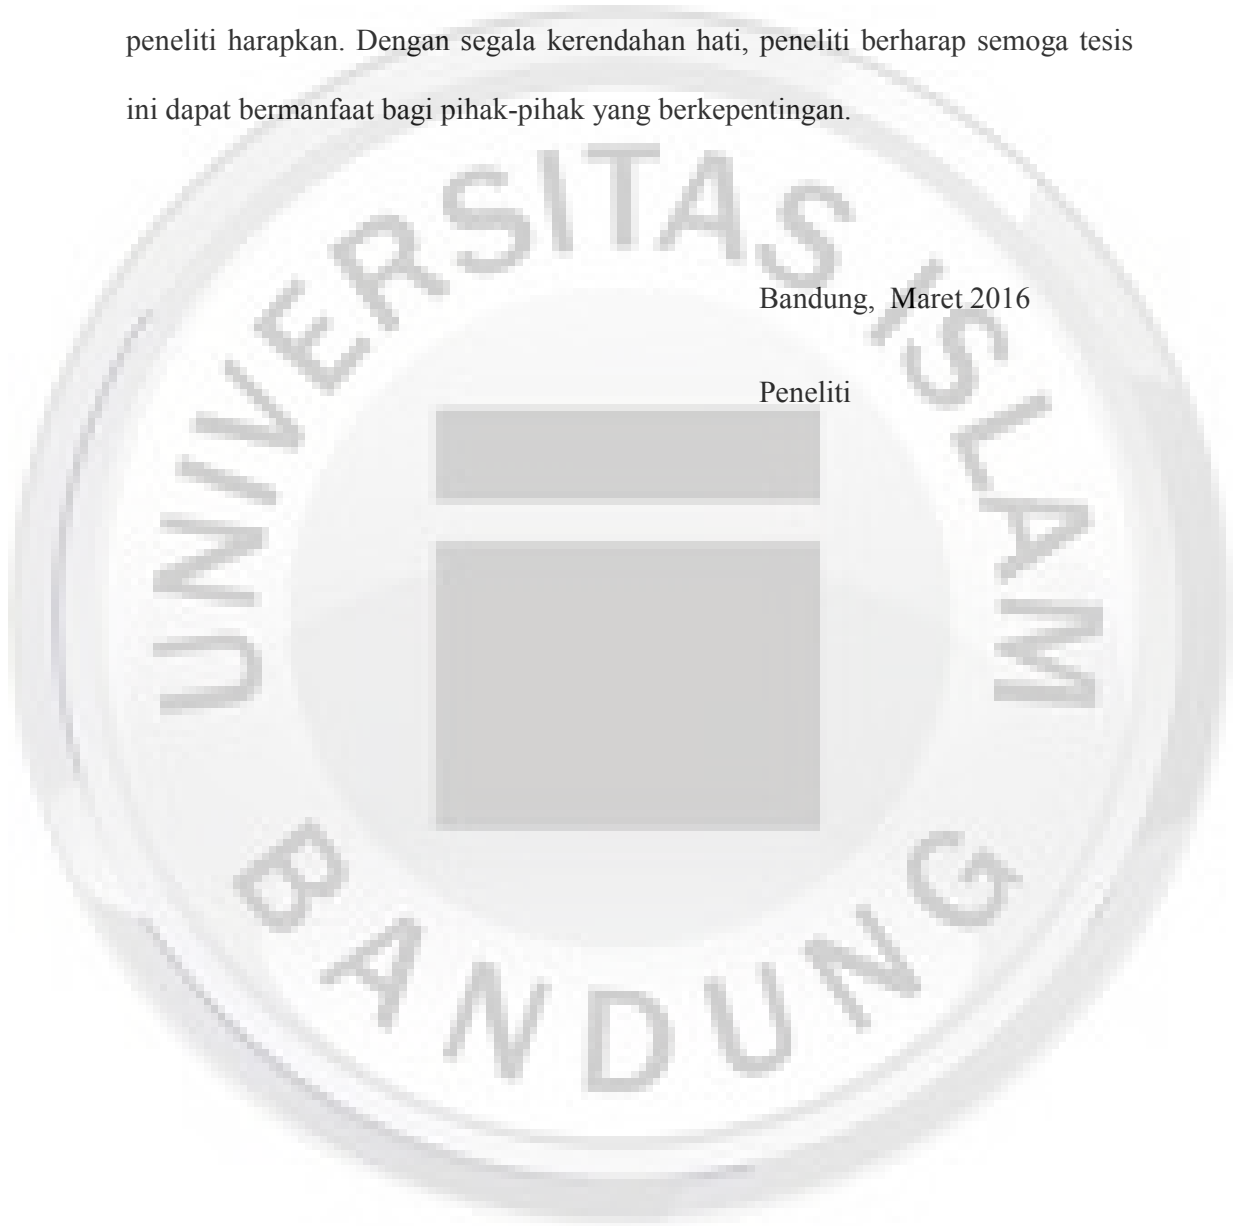 peneliti harapkan. Dengan segala kerendahan hati, peneliti berharap semoga tesis
ini dapat bermanfaat bagi pihak-pihak yang berkepentingan.
UNIVERSITAS ISLAM
Bandung, Maret 2016
Peneliti
BANDUNG